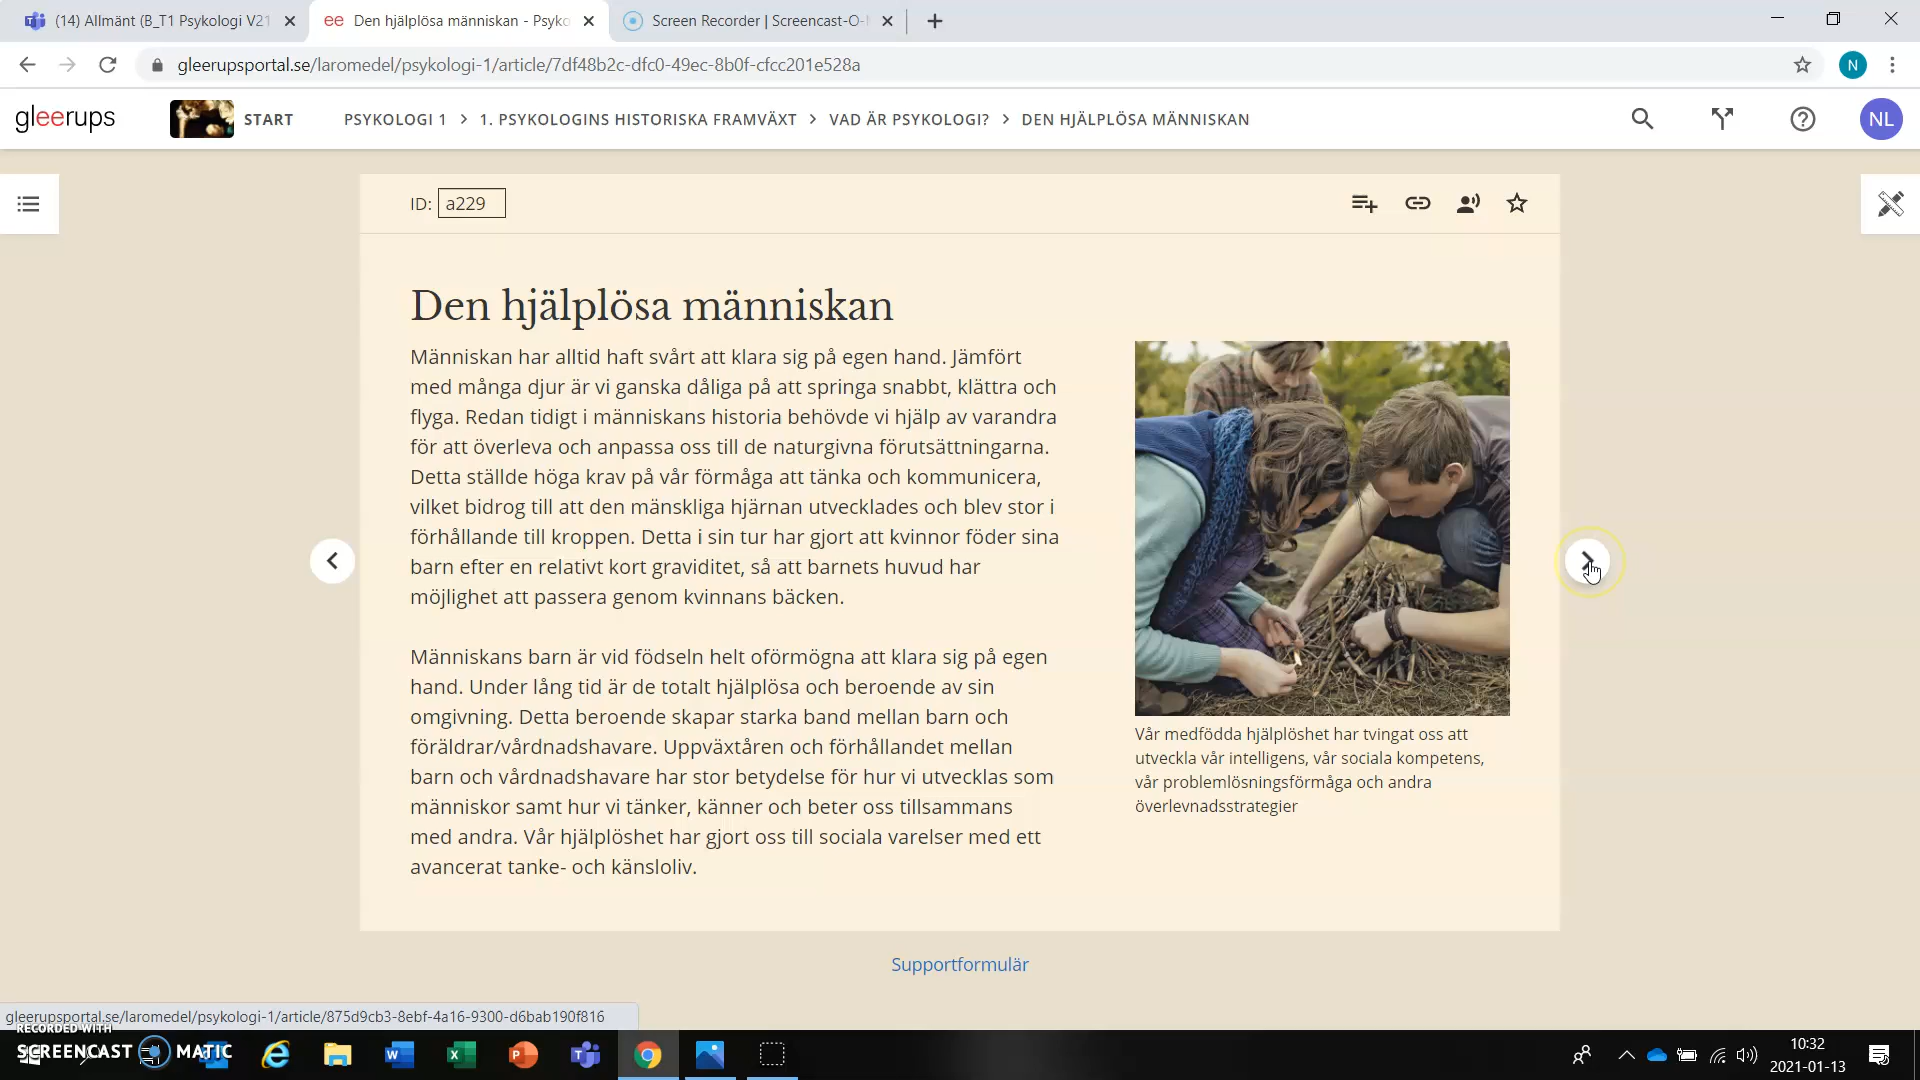 (14) Allmänt (B_T1 Psykologi V21
Den hjälplösa människan - Psyko
Screen Recorder | Screencast-O-
gleerupsportal.se/laromedel/psykologi-1/article/7df48b2c-dfc0-49ec-8b0f-cfcc201e528a
N
gleerups
START
PSYKOLOGI 1 > 1. PSYKOLOGINS HISTORISKA FRAMVÄXT > VAD ÄR PSYKOLOGI? > DEN HJÄLPLÖSA MÄNNISKAN
NL
ID: a229
Den hjälplösa människan
Människan har alltid haft svårt att klara sig på egen hand. Jämfört
med många djur är vi ganska dåliga på att springa snabbt, klättra och
flyga. Redan tidigt i människans historia behövde vi hjälp av varandra
för att överleva och anpassa oss till de naturgivna förutsättningarna.
Detta ställde höga krav på vår förmåga att tänka och kommunicera,
vilket bidrog till att den mänskliga hjärnan utvecklades och blev stor i
förhållande till kroppen. Detta i sin tur har gjort att kvinnor föder sina
barn efter en relativt kort graviditet, så att barnets huvud har
möjlighet att passera genom kvinnans bäcken.
Människans barn är vid födseln helt oförmögna att klara sig på egen
hand. Under lång tid är de totalt hjälplösa och beroende av sin
omgivning. Detta beroende skapar starka band mellan barn och
föräldrar/vårdnadshavare. Uppväxtåren och förhållandet mellan
barn och vårdnadshavare har stor betydelse för hur vi utvecklas som
människor samt hur vi tänker, känner och beter oss tillsammans
med andra. Vår hjälplöshet har gjort oss till sociala varelser med ett
avancerat tanke- och känsloliv.
Vår medfödda hjälplöshet har tvingat oss att
utveckla vår intelligens, vår sociala kompetens,
vår problemlösningsförmåga och andra
överlevnadsstrategier
Supportformulär
gleerupsportal.se/laromedel/psykologi-1/article/875d9cb3-8ebf-4a16-9300-d6bab190f816
RECORDED WITH
SCREENCAST MATIC
10:32
2021-01-13